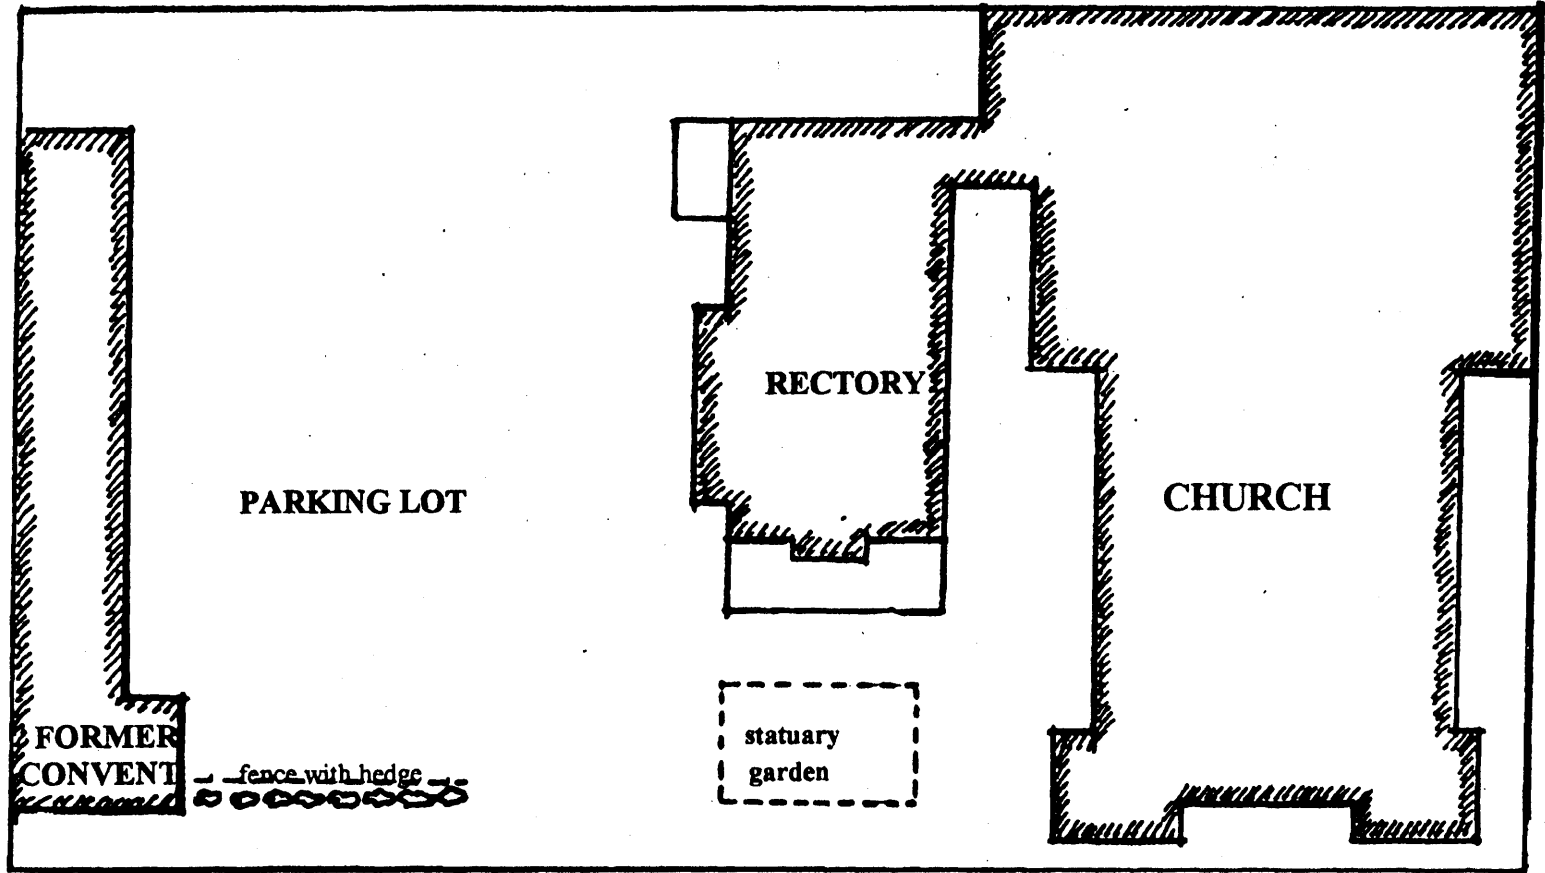 RECTORY
PARKING LOT
CHURCH
FORMER
CONVENT
fence with hedge
statuary
garden